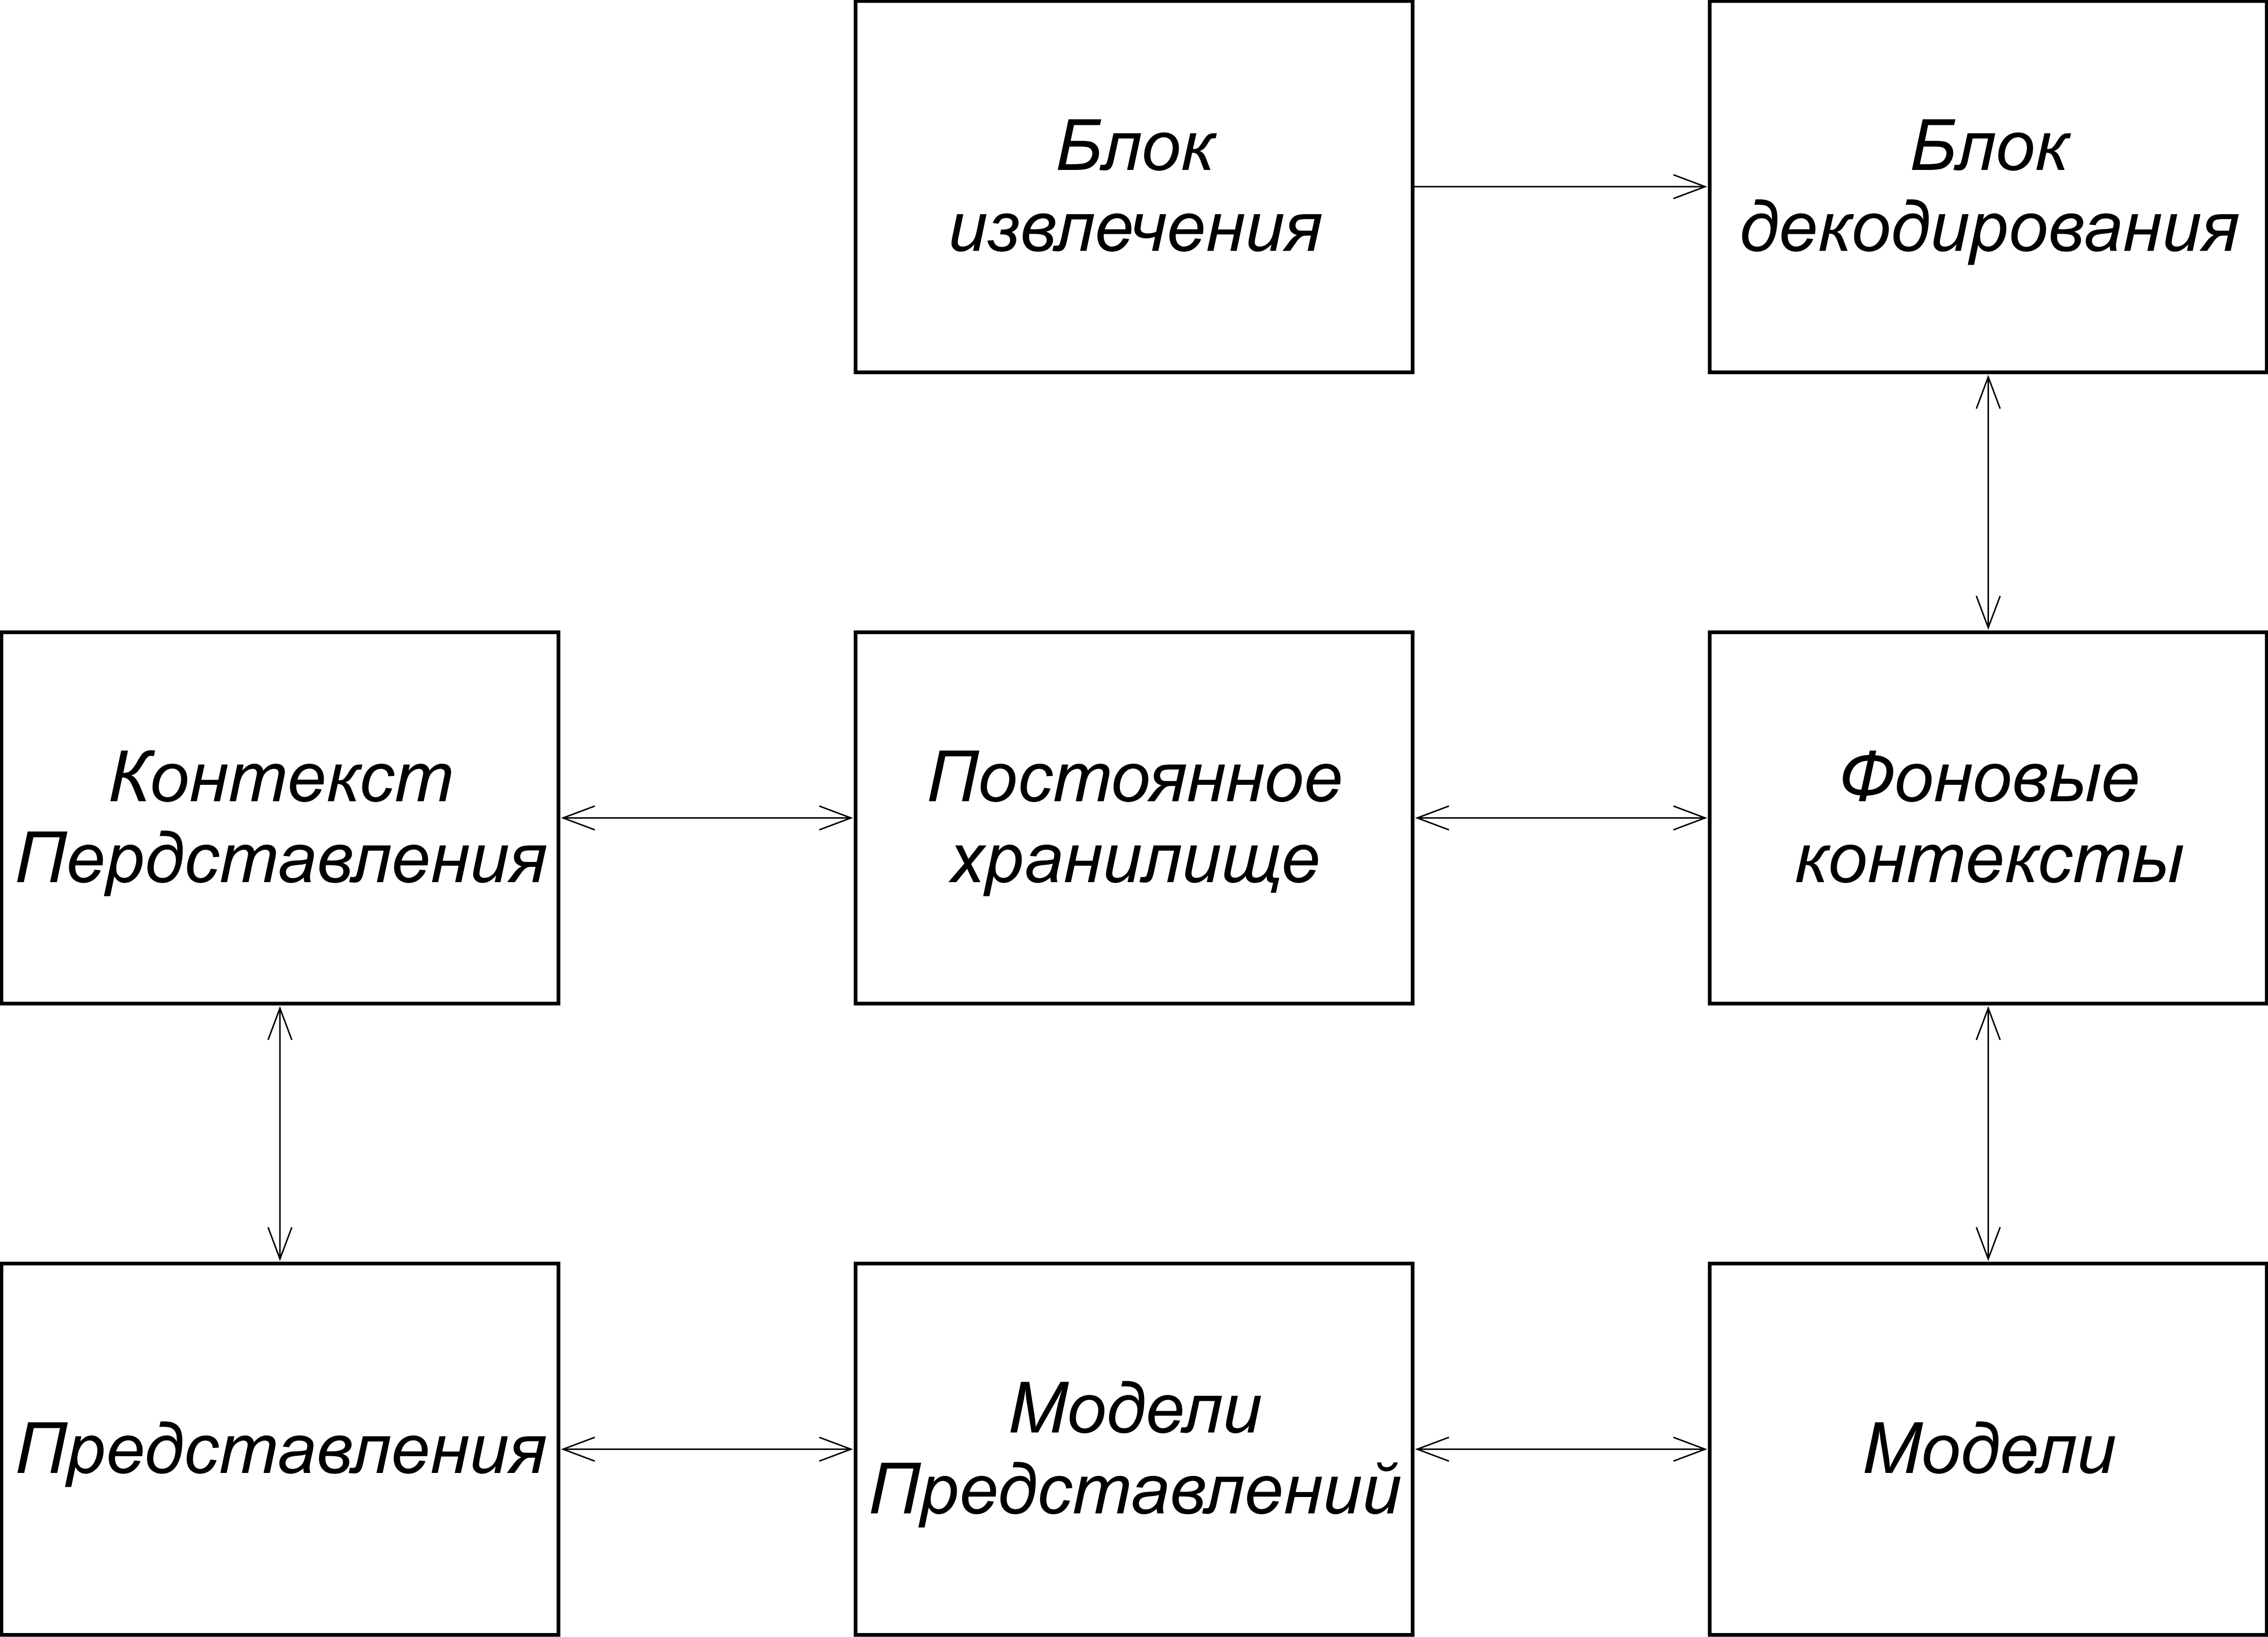 Блок
извлечения
Блок
декодирования
Контекст
Пердставления
Постоянное
хранилище
Фоновые
контексты
Представления
Модели
Представлений
Модели